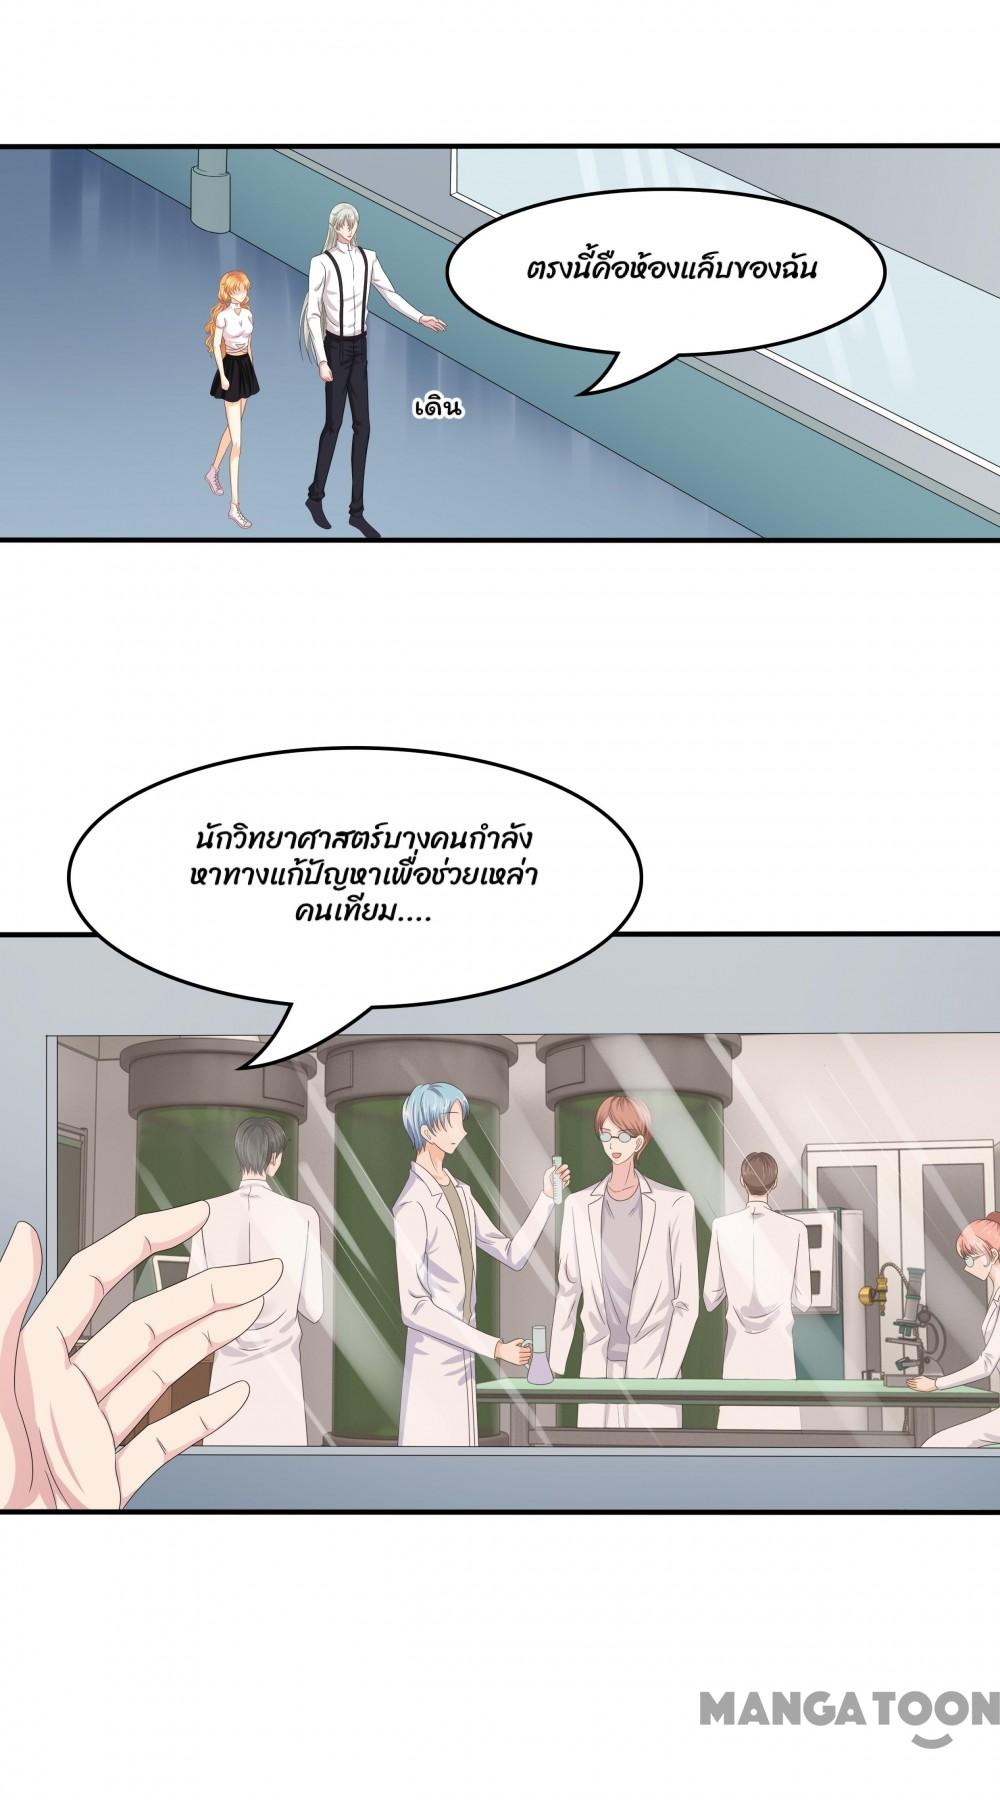 ตรงนี้คือห้องแล็บของฉัน
เดิน
นักวิทยาศาสตร์บางคนกำลัง
หาทางแก้ปัญหาเพื่อช่วยเหล่า
คนเทียม....
MANGATOON